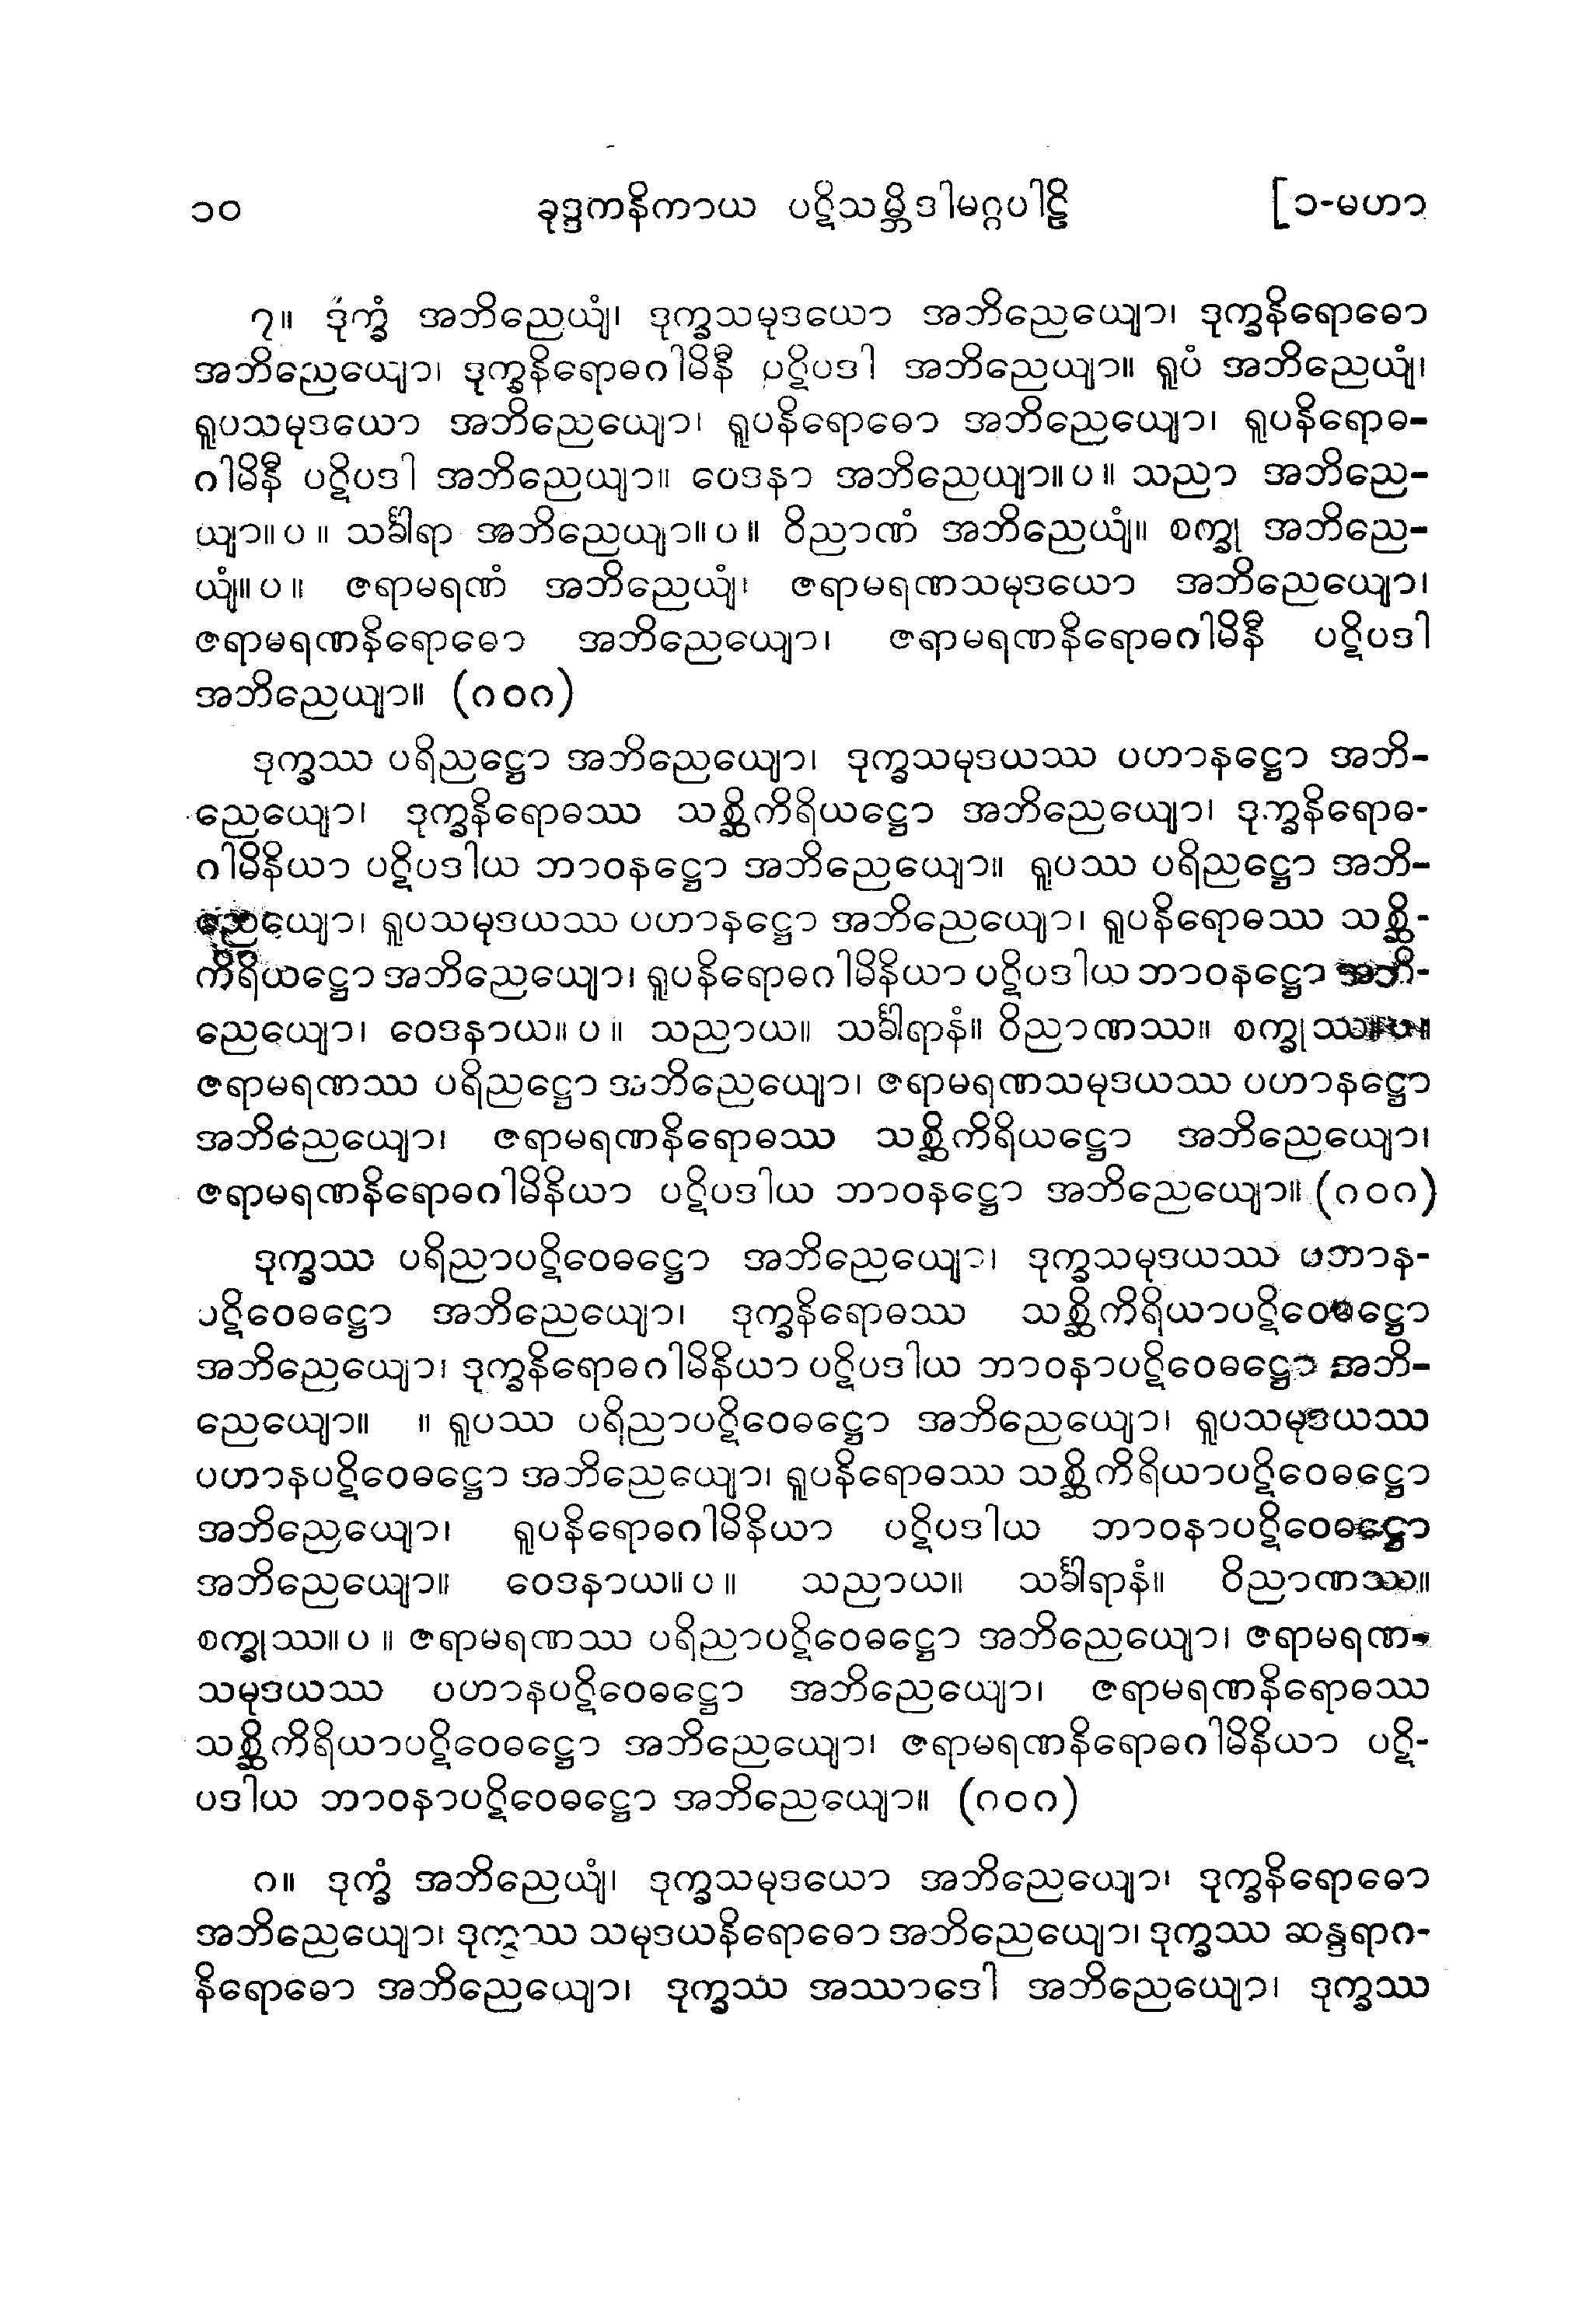 ၁၀ ခုဒ္ဒကနိကာယ ပဋိသမ္ဘိဒါမဂ္ဂပါဠိ [၁-မဟာ
၇။ ဒုက္ခံ အဘိညေယျံ၊ ဒုက္ခသမုဒယော အဘိညေယျော၊ ဒုက္ခနိရောဓော
အဘိညေယျော၊ ဒုက္ခနိရောဓဂါမိနီ ပဋိပဒါ အဘိညေယျာ။ ရူပံ အဘိညေယျံ၊
ရူပသမုဒယော အဘိညေယျော၊ ရူပနိရောဓော အဘိညေယျော၊ ရူပနိရောဓ-
ဂါမိနီ ပဋိပဒါ အဘိညေယျာ။ ဝေဒနာ အဘိညေယျာ။ပ။ သညာ အဘိညေ-
ယျာ။ပ။ သင်္ခါရာ အဘိညေယျာ။ပ။ ဝိညာဏံ အဘိညေယျံ။ စက္ခု အဘိညေ-
ယျံ။ပ။ ဇရာမရဏံ အဘိညေယျံ၊ ဇရာမရဏသမုဒယော အဘိညေယျော၊
ဇရာမရဏနိရောဓော အဘိညေယျော၊ ဇရာမရဏနိရောဓဂါမိနီ ပဋိပဒါ
အဘိညေယျာ။ (ဂဝဂ)
ဒုက္ခဿ ပရိညဋ္ဌော အဘိညေယျော၊ ဒုက္ခသမုဒယဿ ပဟာနဋ္ဌော အဘိ-
ညေယျော၊ ဒုက္ခနိရောဓဿ သစ္ဆိကိရိယဋ္ဌော အဘိညေယျော၊ ဒုက္ခနိရောဓ-
ဂါမိနိယာ ပဋိပဒါယ ဘာဝနဋ္ဌော အဘိညေယျော။ ရူပဿ ပရိညဋ္ဌော အဘိ-
ညေယျော၊ ရူပသမုဒယဿ ပဟာနဋ္ဌော အဘိညေယျော၊ ရူပနိရောဓဿ သစ္ဆိ-
ကိရိယဋ္ဌော အဘိညေယျော၊ ရူပနိရောဓဂါမိနိယာ ပဋိပဒါယ ဘာဝနဋ္ဌော အဘိ-
ညေယျော၊ ဝေဒနာယ။ပ။ သညာယ။ သင်္ခါရာနံ။ ဝိညာဏဿ။ စက္ခုဿ။ပ။
ဇရာမရဏဿ ပရိညဋ္ဌော အဘိညေယျော၊ ဇရာမရဏသမုဒယဿ ပဟာနဋ္ဌော
အဘိညေယျော၊ ဇရာမရဏနိရောဓဿ သစ္ဆိကိရိယဋ္ဌော အဘိညေယျော၊
ဇရာမရဏနိရောဓဂါမိနိယာ ပဋိပဒါယ ဘာဝနဋ္ဌော အဘိညေယျော။ (ဂဝဂ)
ဒုက္ခဿ ပရိညာပဋိဝေဓဋ္ဌော အဘိညေယျော၊ ဒုက္ခသမုဒယဿ ပဘာန-
ပဋိဝေဓဋ္ဌော အဘိညေယျော၊ ဒုက္ခနိရောဓဿ သစ္ဆိကိရိယာပဋိဝေဓဋ္ဌော
အဘိညေယျော၊ ဒုက္ခနိရောဓဂါမိနိယာ ပဋိပဒါယ ဘာဝနာပဋိဝေဓဋ္ဌော အဘိ-
ညေယျော။ ။ ရူပဿ ပရိညာပဋိဝေဓဋ္ဌော အဘိညေယျော၊ ရူပသမုဒယဿ
ပဟာနပဋိဝေဓဋ္ဌော အဘိညေယျော၊ ရူပနိရောဓဿ သစ္ဆိကိရိယာပဋိဝေဓဋ္ဌော
အဘိညေယျော၊ ရူပနိရောဓဂါမိနိယာ ပဋိပဒါယ ဘာဝနာပဋိဝေဓဋ္ဌော
အဘိညေယျော။ ဝေဒနာယ။ပ။ သညာယ။ သင်္ခါရာနံ။ ဝိညာဏဿ။
စက္ခုဿ။ပ။ ဇရာမရဏဿ ပရိညာပဋိဝေဓဋ္ဌော အဘိညေယျော၊ ဇရာမရဏ-
သမုဒယဿ ပဟာနပဋိဝေဓဋ္ဌော အဘိညေယျော၊ ဇရာမရဏနိရောဓဿ
သစ္ဆိကိရိယာပဋိဝေဓဋ္ဌော အဘိညေယျော၊ ဇရာမရဏနိရောဓဂါမိနိယာ ပဋိ-
ပဒါယ ဘာဝနာပဋိဝေဓဋ္ဌော အဘိညေယျော။ (ဂဝဂ)
ဂ။ ဒုက္ခံ အဘိညေယျံ၊ ဒုက္ခသမုဒယော အဘိညေယျော၊ ဒုက္ခနိရောဓော
အဘိညေယျော၊ ဒုက္ခဿ သမုဒယနိရောဓော အဘိညေယျော၊ ဒုက္ခဿ ဆန္ဒရာဂ-
နိရောဓော အဘိညေယျော၊ ဒုက္ခဿ အဿာဒေါ အဘိညေယျော၊ ဒုက္ခဿ